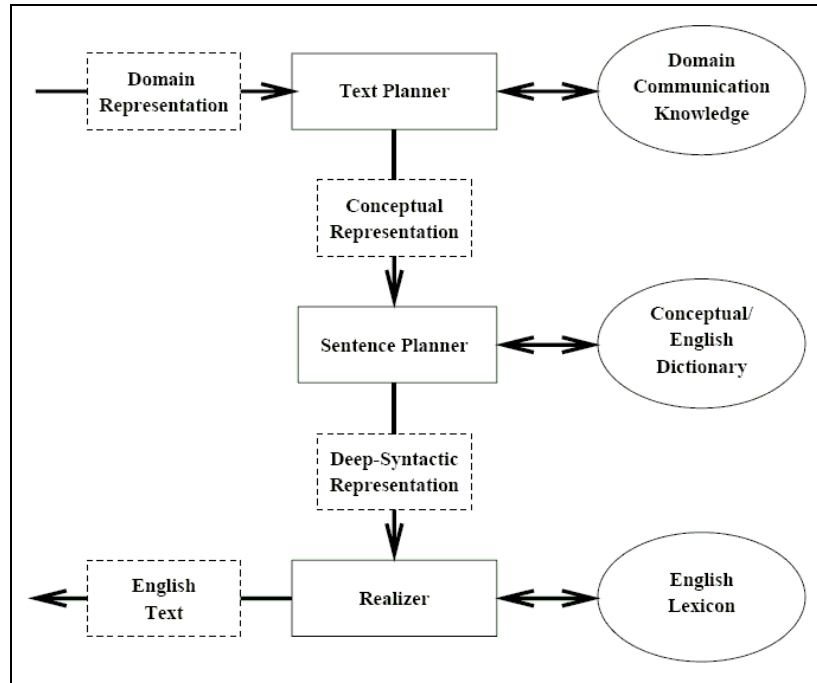 Domain
Representation
Text Planner
Domain
Communication
Knowledge
Conceptual
Representation
Sentence Planner
Conceptual/
English
Dictionary
Deep-Syntactic
Representation
English
Text
Realizer
English
Lexicon